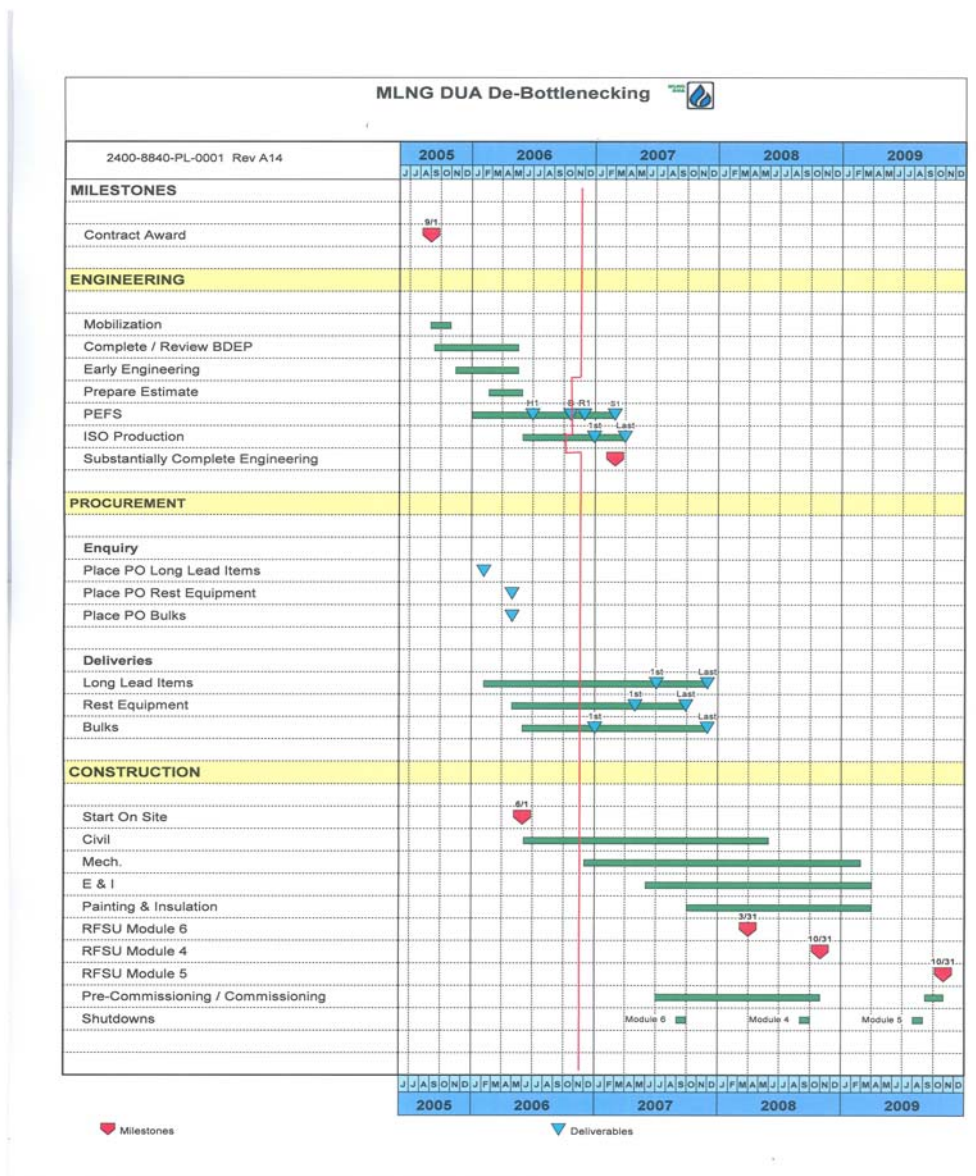 MLNG DUA De-Bottlenecking
2400-8840-PL-0001 Rev A14
2005 2006 2007 2008 2009
J J A S O N D J F M A M J J A S O N D J F M A M J J A S O N D J F M A M J J A S O N D J F M A M J J A S O N D
MILESTONES
9/1
Contract Award
ENGINEERING
Mobilization
Complete / Review BDEP
Early Engineering
Prepare Estimate
H1 R1 S1
PEFS
1st Last
ISO Production
Substantially Complete Engineering
PROCUREMENT
Enquiry
Place PO Long Lead Items
Place PO Rest Equipment
Place PO Bulks
Deliveries
1st Last
Long Lead Items
1st Last
Rest Equipment
1st Last
Bulks
CONSTRUCTION
6/1
Start On Site
Civil
Mech.
E & I
Painting & Insulation
3/31
RFSU Module 6
10/31
RFSU Module 4
10/31
RFSU Module 5
Pre-Commissioning / Commissioning
Shutdowns Module 6 Module 4 Module 5
J J A S O N D J F M A M J J A S O N D J F M A M J J A S O N D J F M A M J J A S O N D J F M A M J J A S O N D
2005 2006 2007 2008 2009
Milestones Deliverables